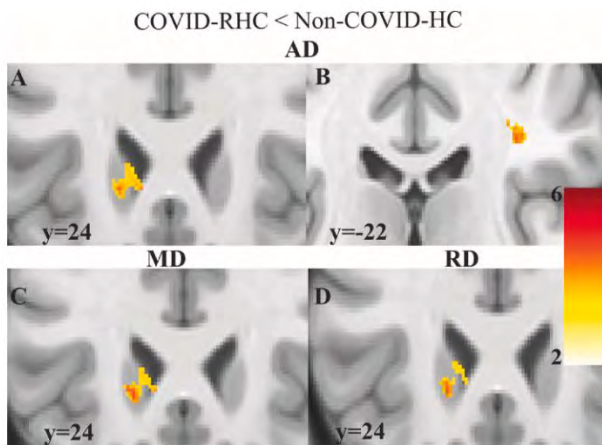 COVID-RHC < Non-COVID-HC
AD
A
B
y=24
y=-22
6
MD
RD
C
D
2
y=24
y=24